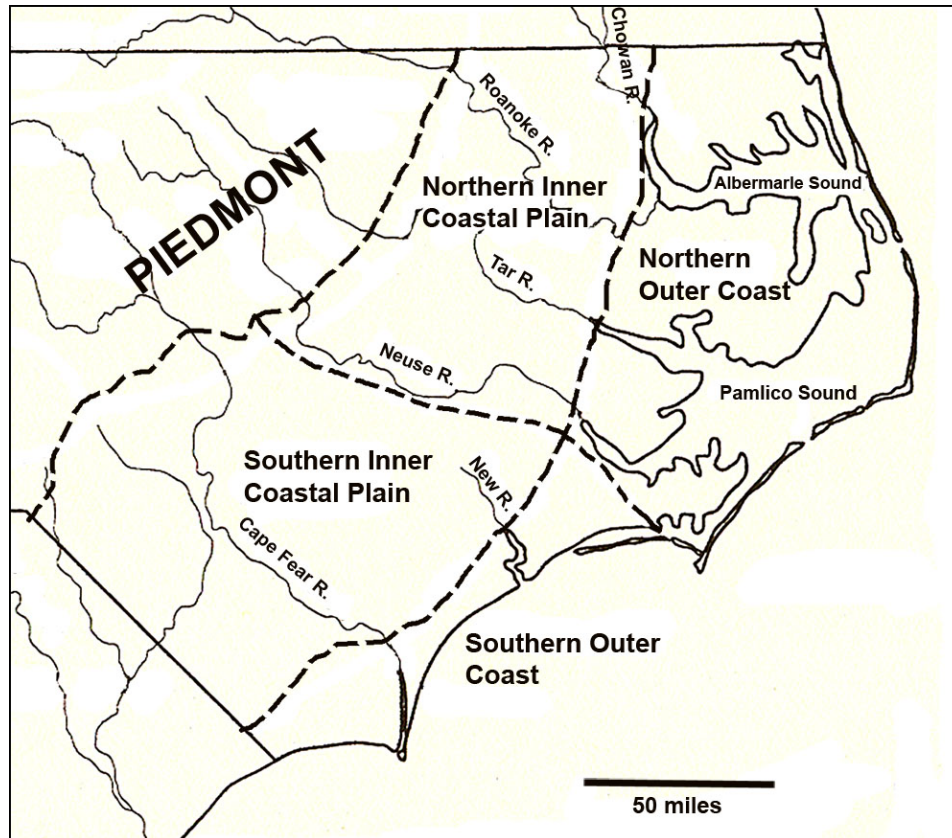 Chowan R.
Roanoke R.
PIEDMONT
Northern Inner
Coastal Plain
Albermarle Sound
Tar R.
Northern
Outer Coast
Neuse R.
Pamlico Sound
Southern Inner
Coastal Plain
New R.
Cape Fear R.
Southern Outer
Coast
50 miles